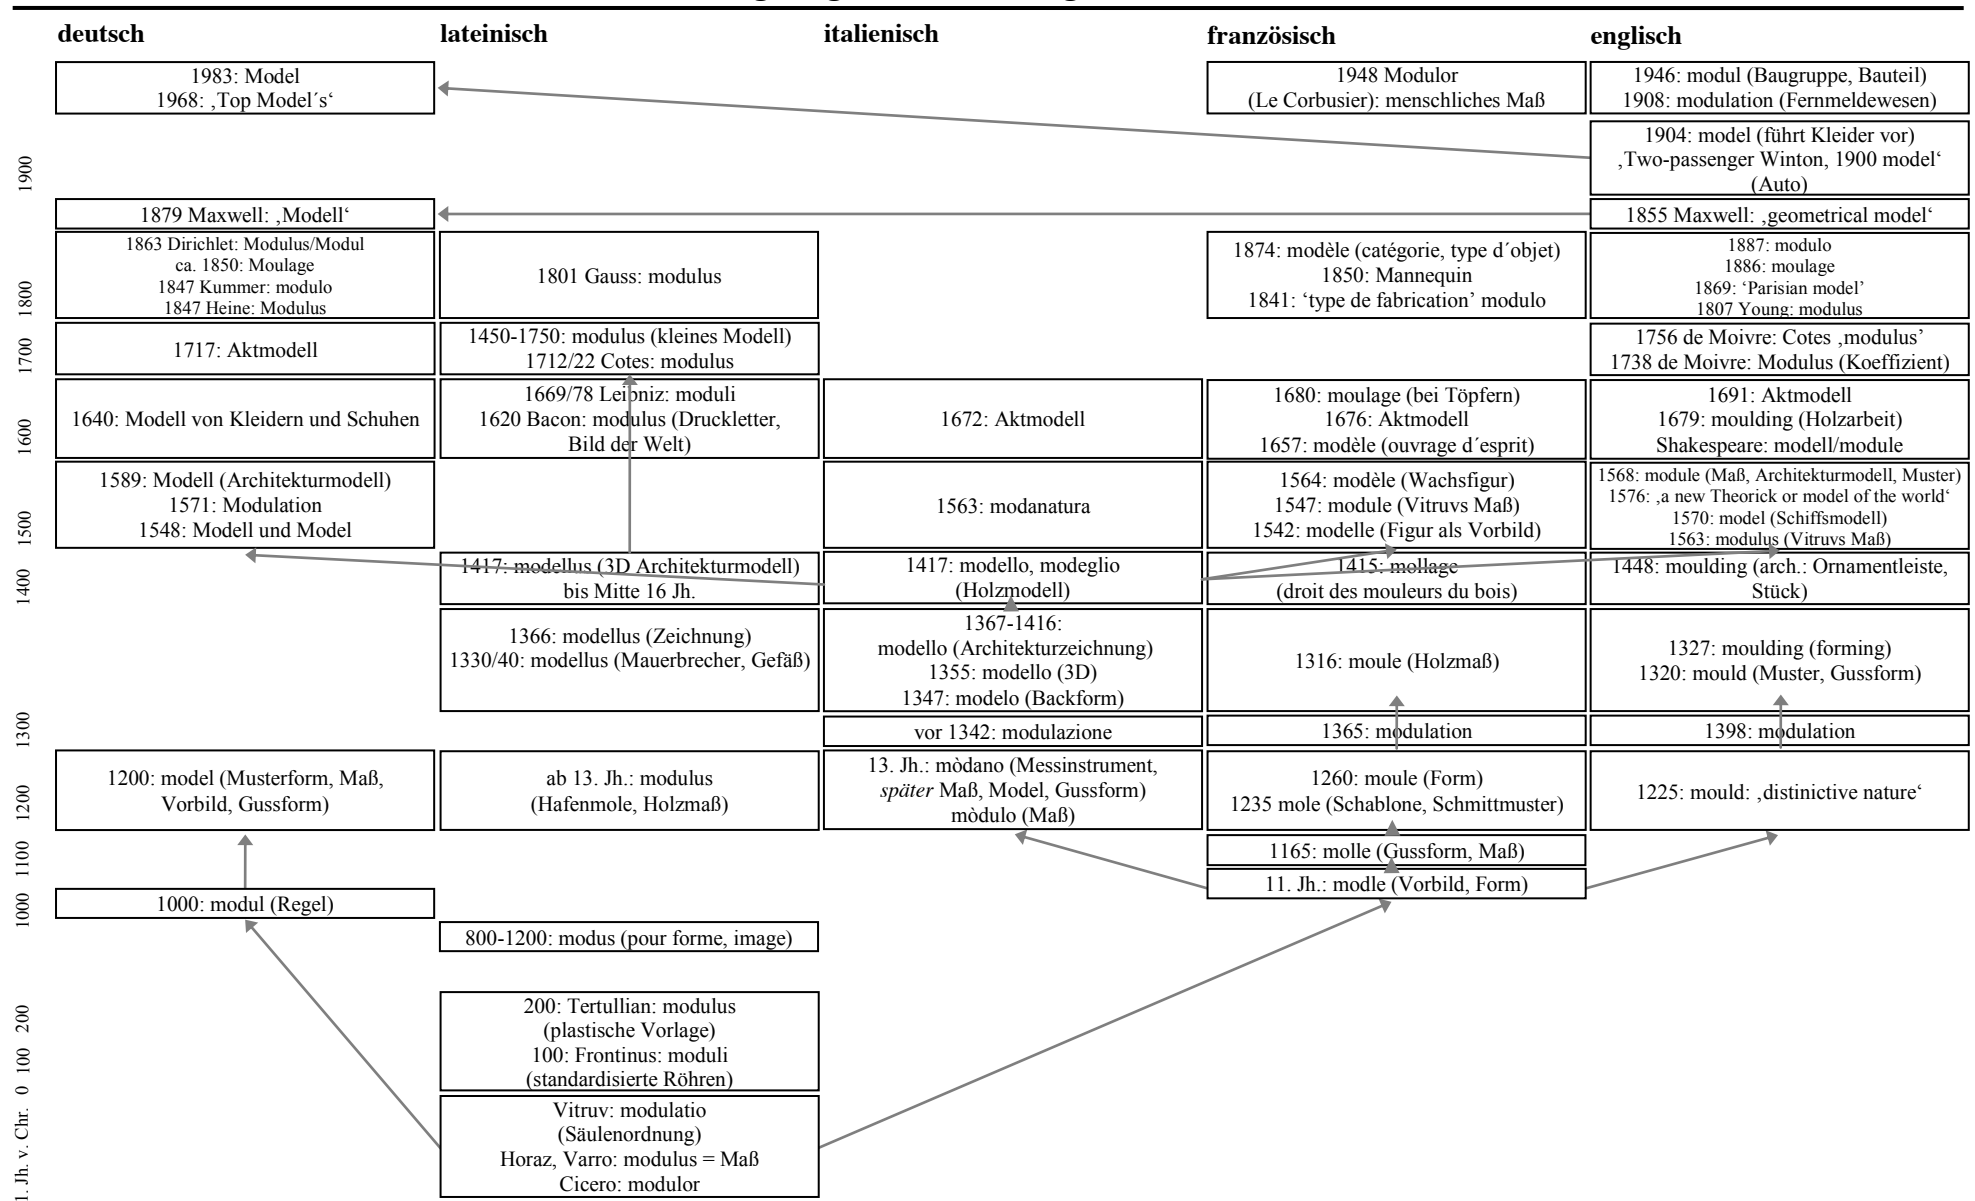 deutsch
lateinisch
italienisch
französisch
englisch
1983: Model
1968: ‚Top Model´s‘
1948 Modulor
(Le Corbusier): menschliches Maß
1946: modul (Baugruppe, Bauteil)
1908: modulation (Fernmeldewesen)
1904: model (führt Kleider vor)
‚Two-passenger Winton, 1900 model‘
(Auto)
1900
1879 Maxwell: ‚Modell‘
1855 Maxwell: ‚geometrical model‘
1863 Dirichlet: Modulus/Modul
ca. 1850: Moulage
1847 Kummer: modulo
1847 Heine: Modulus
1801 Gauss: modulus
1874: modèle (catégorie, type d´objet)
1850: Mannequin
1841: ‘type de fabrication’ modulo
1887: modulo
1886: moulage
1869: ‘Parisian model’
1807 Young: modulus
1800
1717: Aktmodell
1450-1750: modulus (kleines Modell)
1712/22 Cotes: modulus
1756 de Moivre: Cotes ‚modulus’
1738 de Moivre: Modulus (Koeffizient)
1700
1640: Modell von Kleidern und Schuhen
1669/78 Leibniz: moduli
1620 Bacon: modulus (Druckletter,
Bild der Welt)
1672: Aktmodell
1680: moulage (bei Töpfern)
1676: Aktmodell
1657: modèle (ouvrage d´esprit)
1691: Aktmodell
1679: moulding (Holzarbeit)
Shakespeare: modell/module
1600
1589: Modell (Architekturmodell)
1571: Modulation
1548: Modell und Model
1563: modanatura
1564: modèle (Wachsfigur)
1547: module (Vitruvs Maß)
1542: modelle (Figur als Vorbild)
1568: module (Maß, Architekturmodell, Muster)
1576: ‚a new Theorick or model of the world‘
1570: model (Schiffsmodell)
1563: modulus (Vitruvs Maß)
1500
1417: modellus (3D Architekturmodell)
bis Mitte 16 Jh.
1417: modello, modeglio
(Holzmodell)
1415: mollage
(droit des mouleurs du bois)
1448: moulding (arch.: Ornamentleiste,
Stück)
1400
1366: modellus (Zeichnung)
1330/40: modellus (Mauerbrecher, Gefäß)
1367-1416:
modello (Architekturzeichnung)
1355: modello (3D)
1347: modelo (Backform)
1316: moule (Holzmaß)
1327: moulding (forming)
1320: mould (Muster, Gussform)
1300
vor 1342: modulazione
1365: modulation
1398: modulation
1200: model (Musterform, Maß,
Vorbild, Gussform)
ab 13. Jh.: modulus
(Hafenmole, Holzmaß)
13. Jh.: mòdano (Messinstrument,
später Maß, Model, Gussform)
mòdulo (Maß)
1260: moule (Form)
1235 mole (Schablone, Schmittmuster)
1225: mould: ‚distinictive nature‘
1200
1165: molle (Gussform, Maß)
1100
11. Jh.: modle (Vorbild, Form)
1000: modul (Regel)
1000
800-1200: modus (pour forme, image)
200: Tertullian: modulus
(plastische Vorlage)
100: Frontinus: moduli
(standardisierte Röhren)
200
100
0
Vitruv: modulatio
(Säulenordnung)
Horaz, Varro: modulus = Maß
Cicero: modulor
1. Jh. v. Chr.